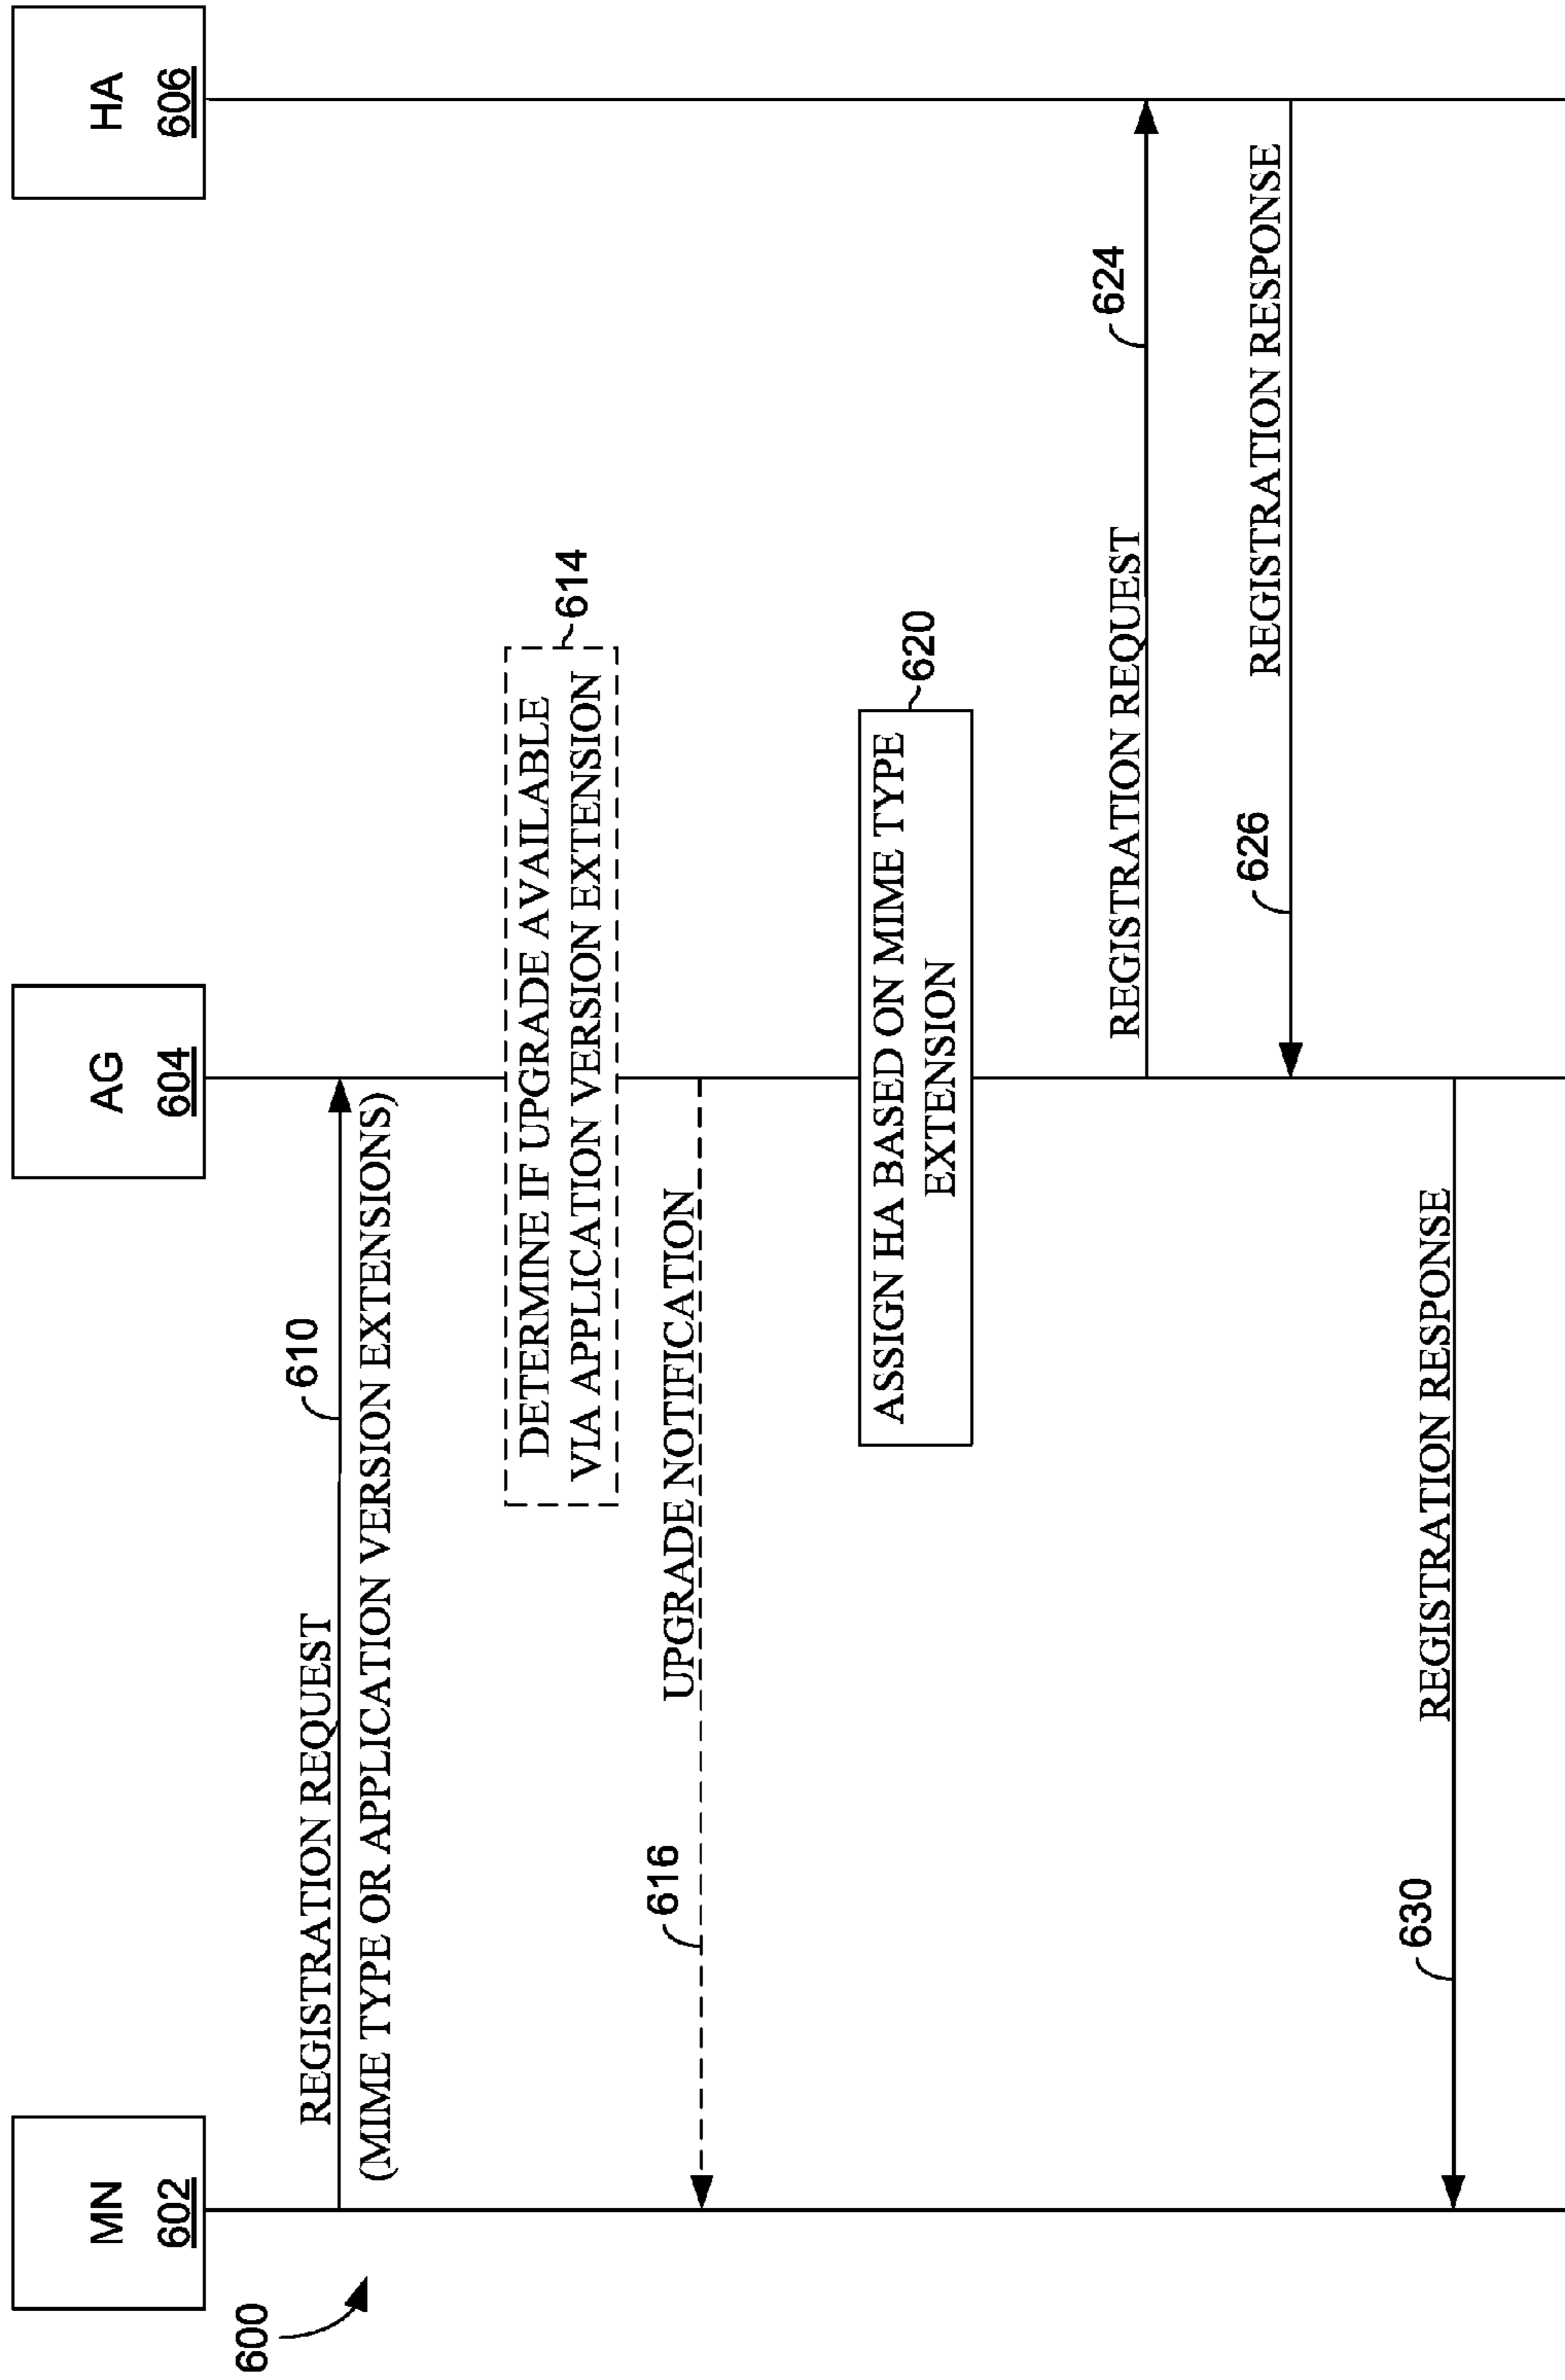 600
MN
602
AG
604
HA
606
610
REGISTRATION REQUEST
(MIME TYPE OR APPLICATION VERSION EXTENSIONS)
614
DETERMINE IF UPGRADE AVAILABLE
VIA APPLICATION VERSION EXTENSION
616
UPGRADE NOTIFICATION
620
ASSIGN HA BASED ON MIME TYPE
EXTENSION
624
REGISTRATION REQUEST
626
REGISTRATION RESPONSE
630
REGISTRATION RESPONSE